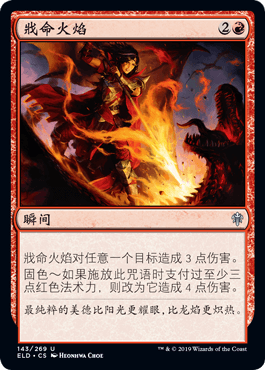 戕命火焰
2
瞬间
戕命火焰对任意一个目标造成 3 点伤害。
固色～如果施放此咒语时支付过至少三
点红色法术力，则改为它造成 4 点伤害。
最纯粹的美德比阳光更耀眼，比龙焰更炽热。
143/269 U
ELD • CS HEONHWA CHOE
™ & © 2019 Wizards of the Coast